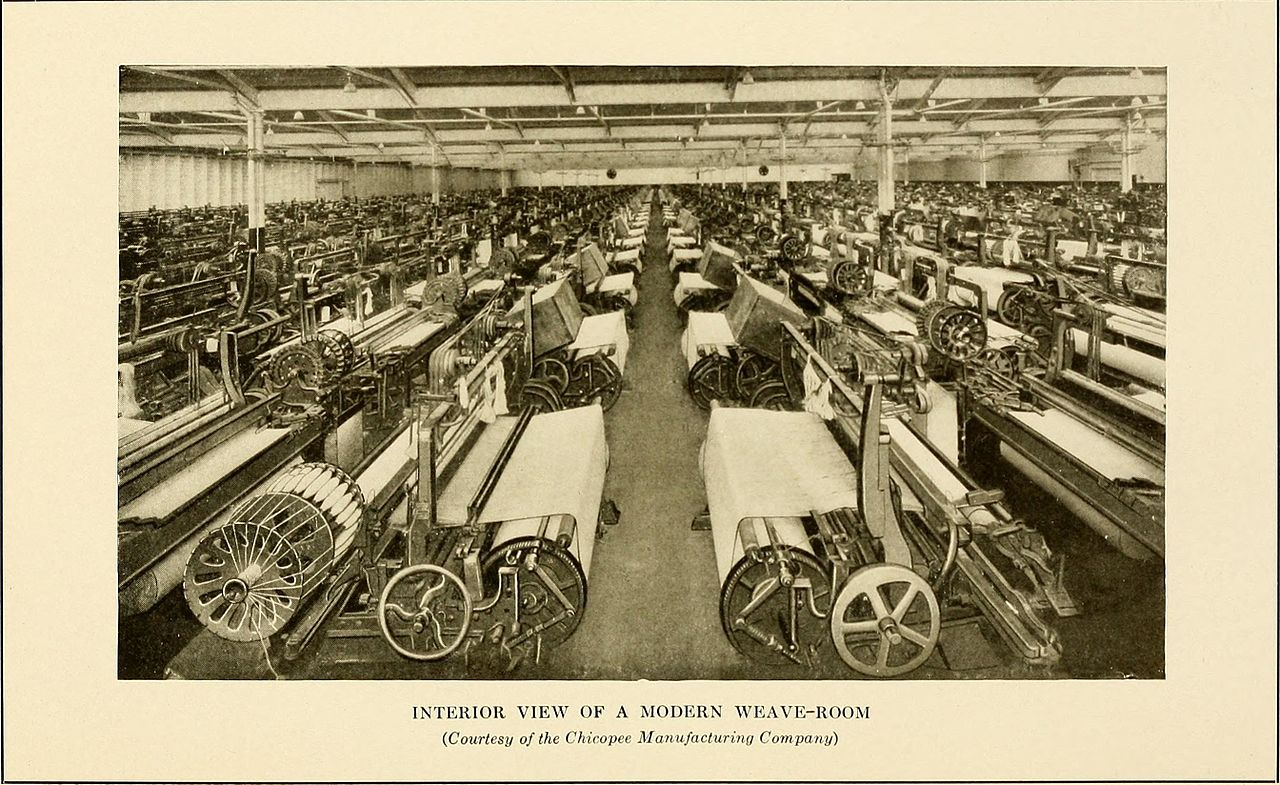 INTERIOR VIEW OF A MODERN WEAVE-ROOM
(Courtesy of the Chicopee Manufacturing Company)